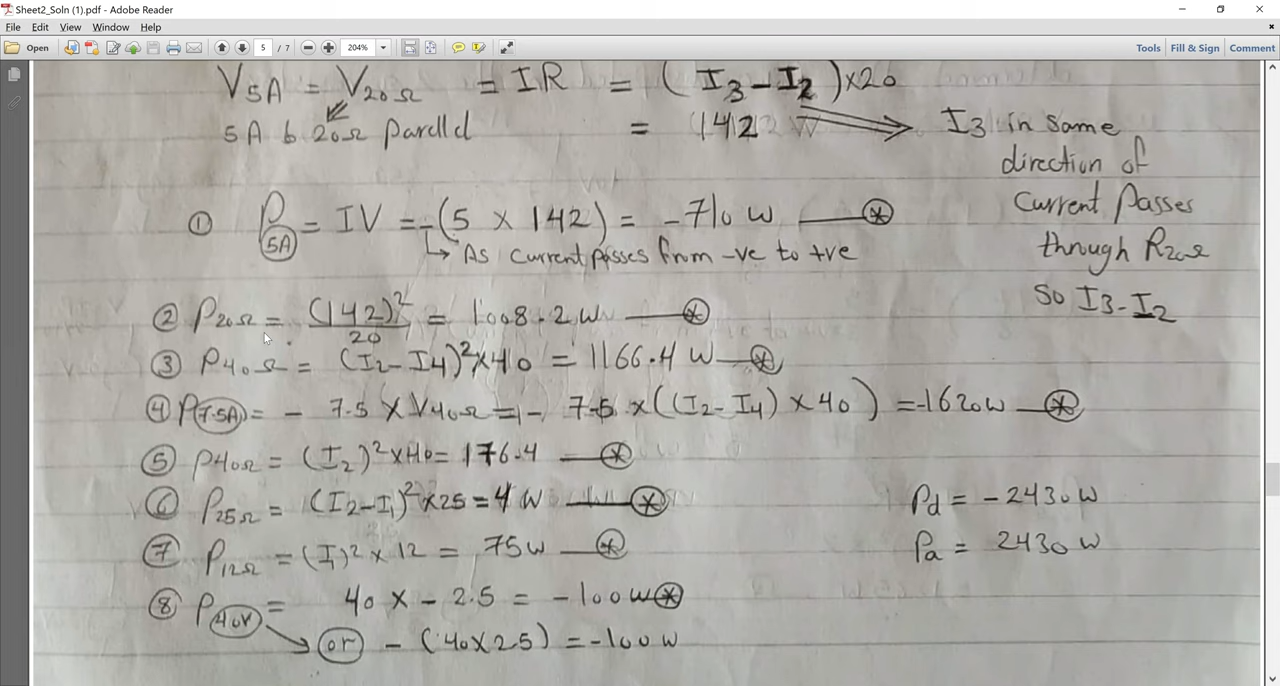 Sheet2_Soln (1).pdf - Adobe Reader
File Edit View Window Help
Open 5 / 7 204% Tools Fill & Sign Comment
V5A = V20Ω = IR = (I3-I2)×20
5A & 20Ω Parallel = 142
I3 in same
direction of
Current Passes
through R20Ω
So I3-I2
① P5A = IV = -(5 × 142) = -710 W ⊛
↳ As current passes from -ve to +ve
② P20Ω = (142)²/20 = 1008.2 W ⊛
③ P40Ω = (I2-I4)²×40 = 1166.4 W ⊛
④ P(7.5A) = - 7.5 × V40Ω = - 7.5 × ((I2-I4) × 40) = -1620 W ⊛
⑤ P40Ω = (I2)²×40 = 176.4 ⊛
⑥ P25Ω = (I2-I1)²×25 = 4 W ⊛
⑦ P12Ω = (I1)² × 12 = 75 W ⊛
⑧ P40V = 40 × - 2.5 = -100 W ⊛
or - (40×2.5) = -100 W
Pd = - 2430 W
Pa = 2430 W